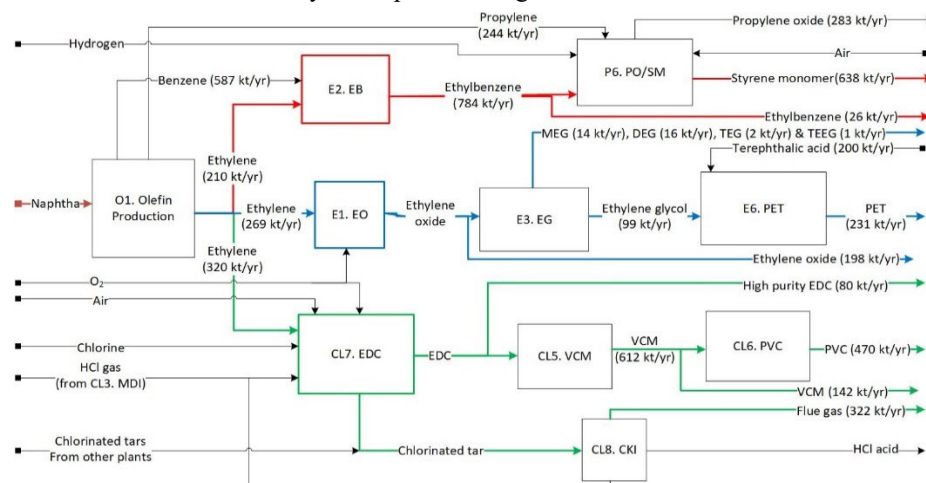 Propylene
(244 kt/yr)
Propylene oxide (283 kt/yr)
Hydrogen
Air
Benzene (587 kt/yr)
E2. EB
Ethylbenzene
(784 kt/yr)
P6. PO/SM
Styrene monomer(638 kt/yr)
Ethylbenzene (26 kt/yr)
MEG (14 kt/yr), DEG (16 kt/yr), TEG (2 kt/yr) & TEEG (1 kt/yr)
Terephthalic acid (200 kt/yr)
Ethylene
(210 kt/yr)
Naphtha
O1. Olefin
Production
Ethylene
(269 kt/yr)
E1. EO
Ethylene
oxide
E3. EG
Ethylene glycol
(99 kt/yr)
E6. PET
PET
(231 kt/yr)
Ethylene
(320 kt/yr)
Ethylene oxide (198 kt/yr)
O2
Air
High purity EDC (80 kt/yr)
Chlorine
CL7. EDC
EDC
CL5. VCM
VCM
(612 kt/yr)
CL6. PVC
PVC (470 kt/yr)
HCl gas
(from CL3. MDI)
VCM (142 kt/yr)
Flue gas (322 kt/yr)
Chlorinated tars
From other plants
Chlorinated tar
CL8. CKI
HCl acid